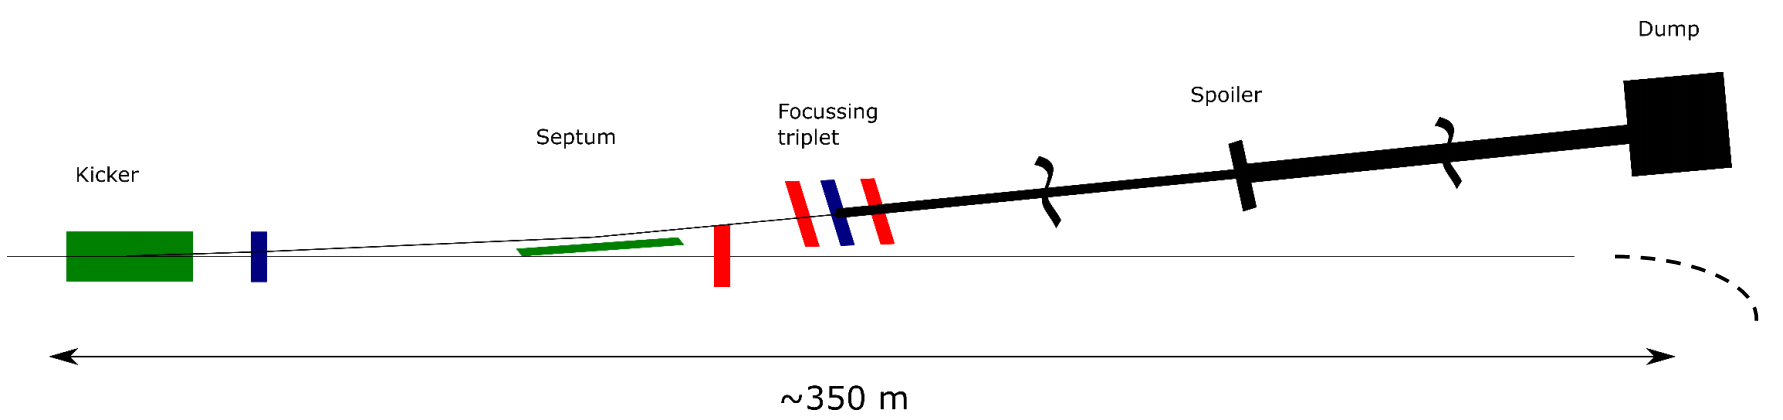 Dump
Spoiler
Focussing
triplet
Septum
Kicker
~350 m